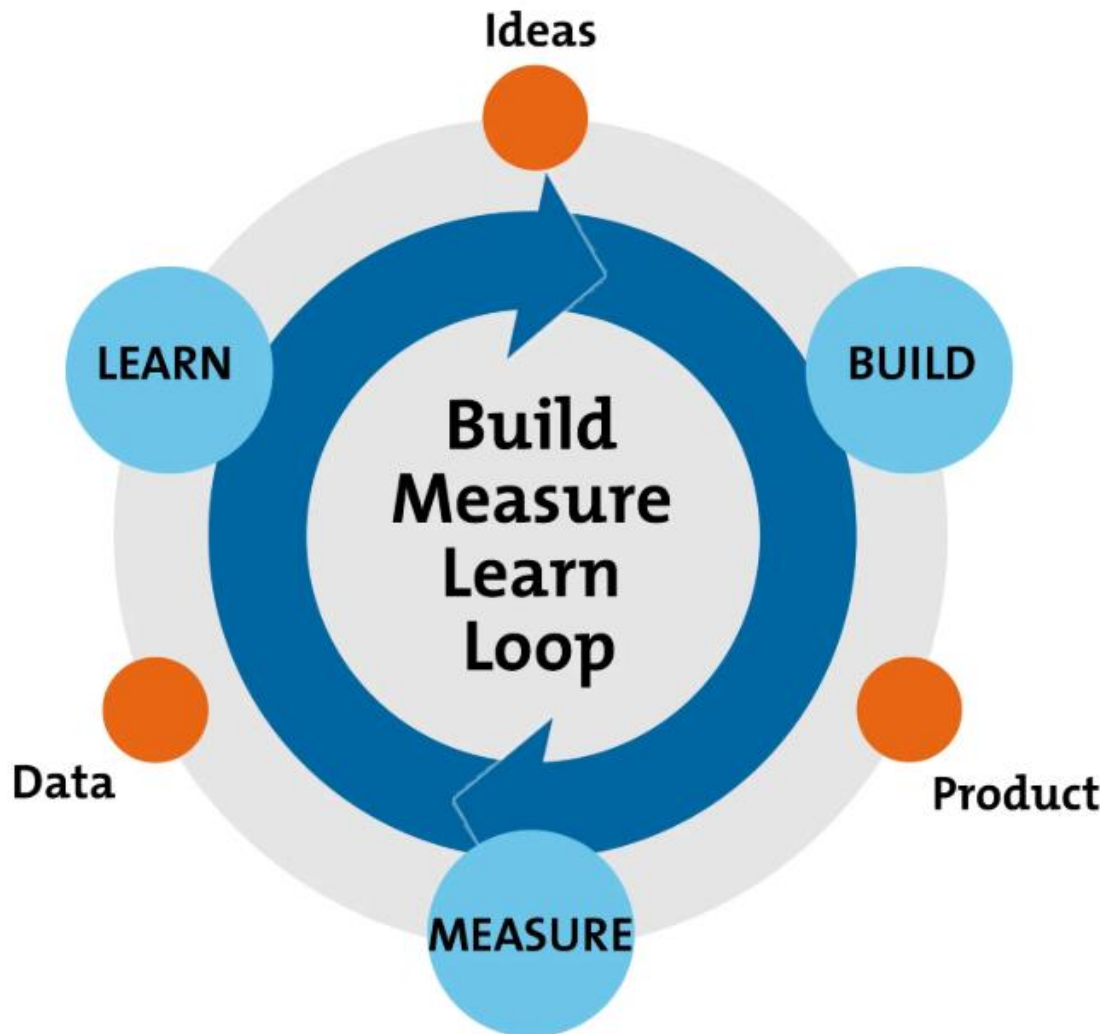 Ideas
LEARN
BUILD
Build
Measure
Learn
Loop
Data
Product
MEASURE